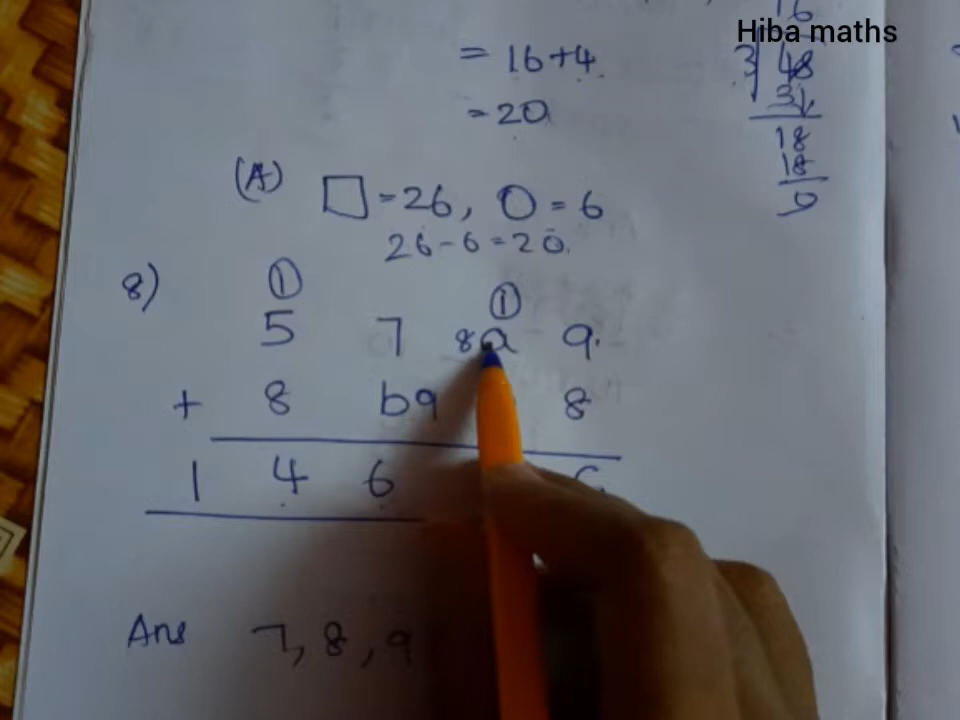 Hiba maths
16
= 16+4
3 48
= 20
3
18
18
0
(A) □ = 26, O = 6
26-6=20.
8) ① ①
5 7 8a 9.
+ 8 b9 8
1 4 6
Ans 7, 8, 9